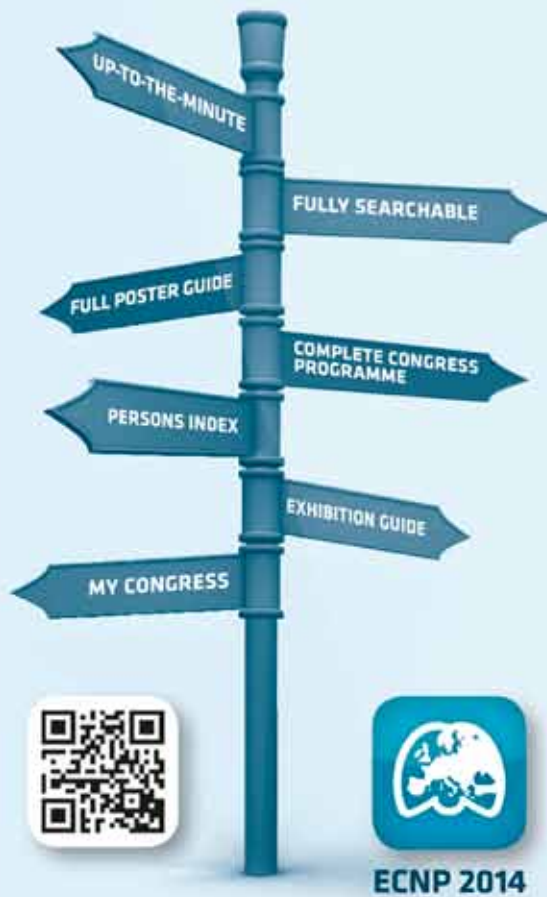 UP-TO-THE-MINUTE
FULLY SEARCHABLE
FULL POSTER GUIDE
COMPLETE CONGRESS
PROGRAMME
PERSONS INDEX
EXHIBITION GUIDE
MY CONGRESS
ECNP 2014